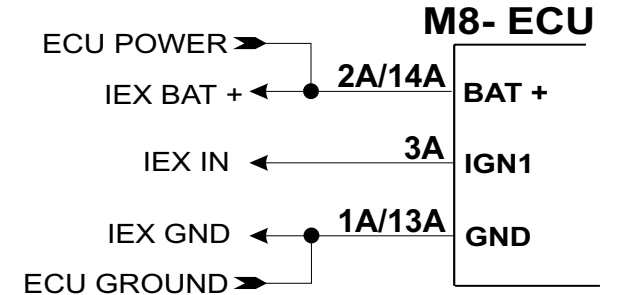 M8- ECU
ECU POWER
2A/14A
IEX BAT +
BAT +
3A
IEX IN
IGN1
1A/13A
IEX GND
GND
ECU GROUND